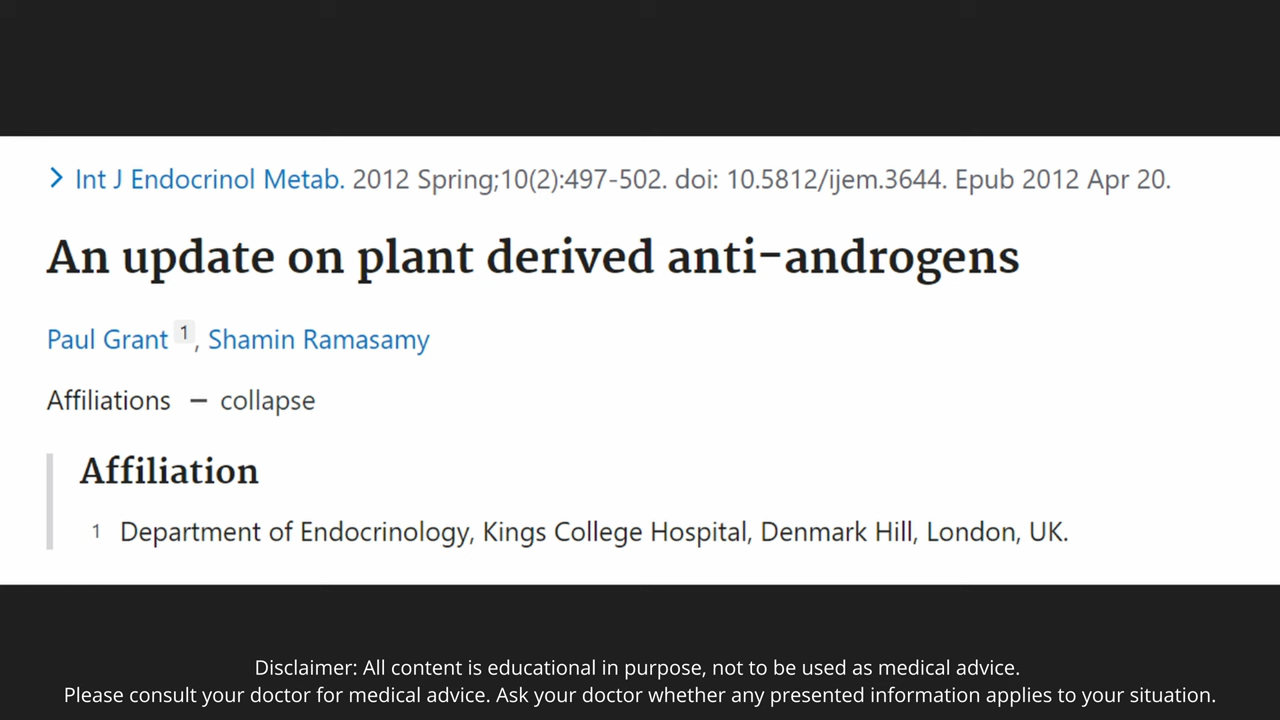 Int J Endocrinol Metab. 2012 Spring;10(2):497-502. doi: 10.5812/ijem.3644. Epub 2012 Apr 20.
An update on plant derived anti-androgens
Paul Grant 1, Shamin Ramasamy
Affiliations − collapse
Affiliation
1 Department of Endocrinology, Kings College Hospital, Denmark Hill, London, UK.
Disclaimer: All content is educational in purpose, not to be used as medical advice.
Please consult your doctor for medical advice. Ask your doctor whether any presented information applies to your situation.